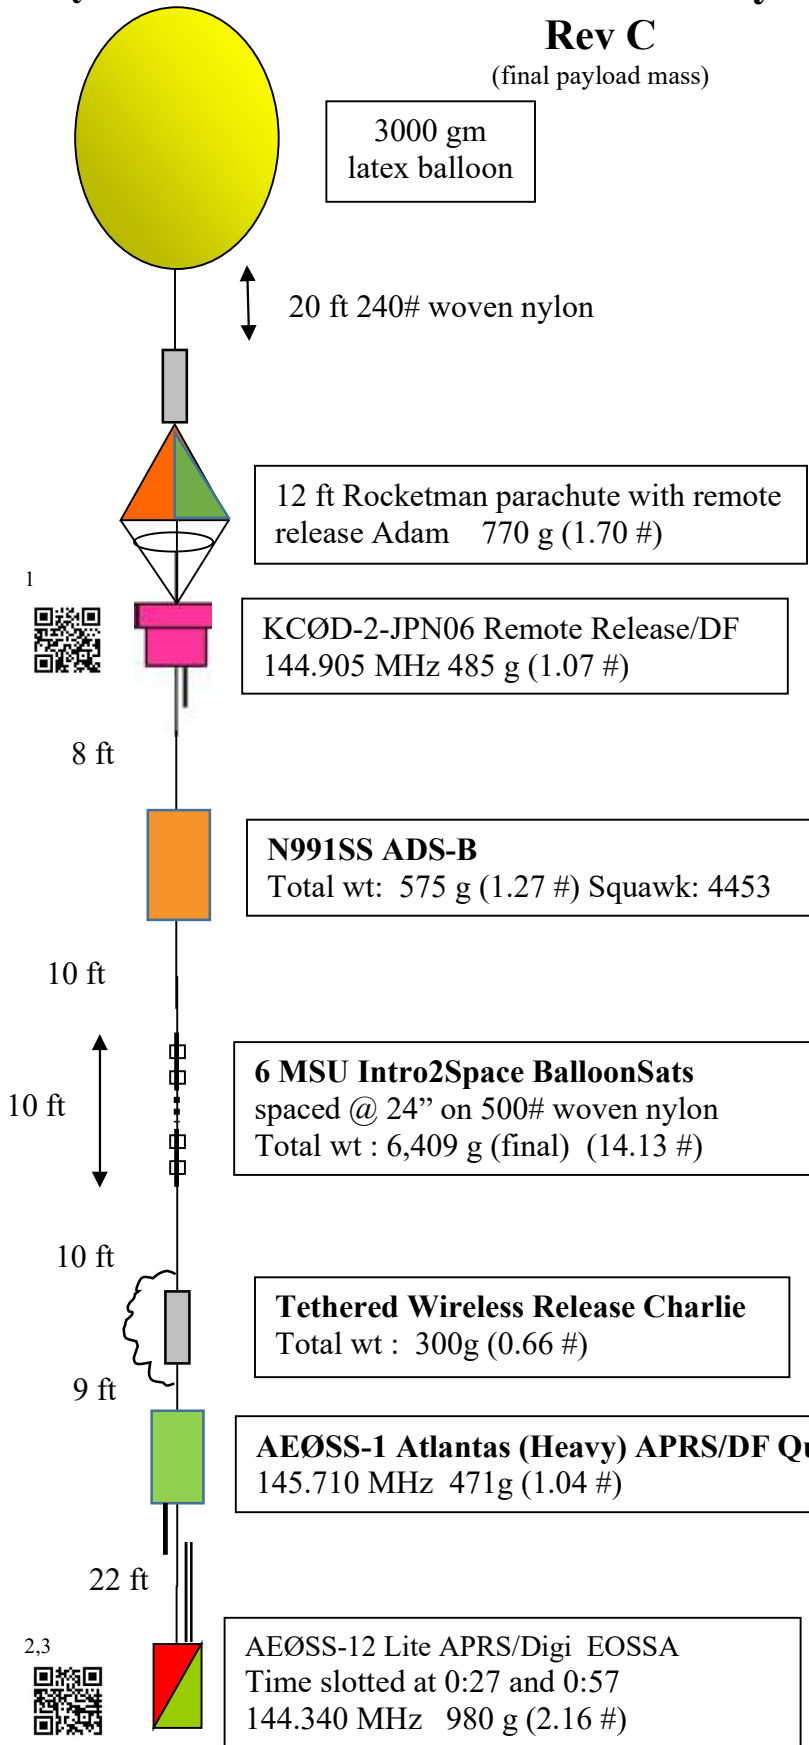 Rev C
(final payload mass)
3000 gm
latex balloon
20 ft 240# woven nylon
12 ft Rocketman parachute with remote
release Adam 770 g (1.70 #)
1
KCØD-2-JPN06 Remote Release/DF
144.905 MHz 485 g (1.07 #)
8 ft
N991SS ADS-B
Total wt: 575 g (1.27 #) Squawk: 4453
10 ft
10 ft
6 MSU Intro2Space BalloonSats
spaced @ 24” on 500# woven nylon
Total wt : 6,409 g (final) (14.13 #)
10 ft
Tethered Wireless Release Charlie
Total wt : 300g (0.66 #)
9 ft
AEØSS-1 Atlantas (Heavy) APRS/DF Qu
145.710 MHz 471g (1.04 #)
22 ft
2,3
AEØSS-12 Lite APRS/Digi EOSSA
Time slotted at 0:27 and 0:57
144.340 MHz 980 g (2.16 #)